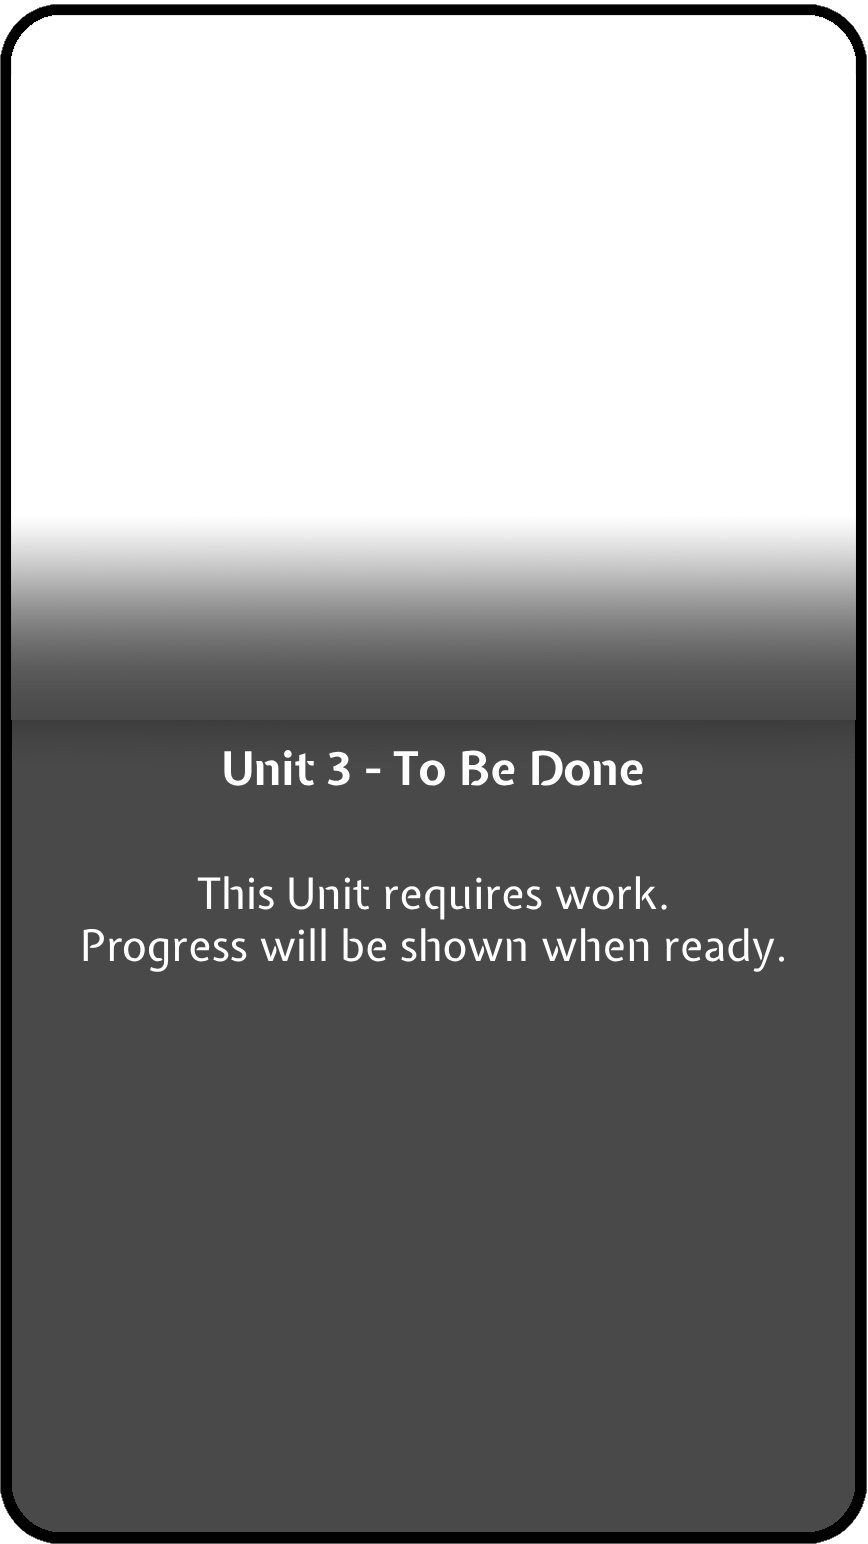 Unit 3 - To Be Done
This Unit requires work.
Progress will be shown when ready.